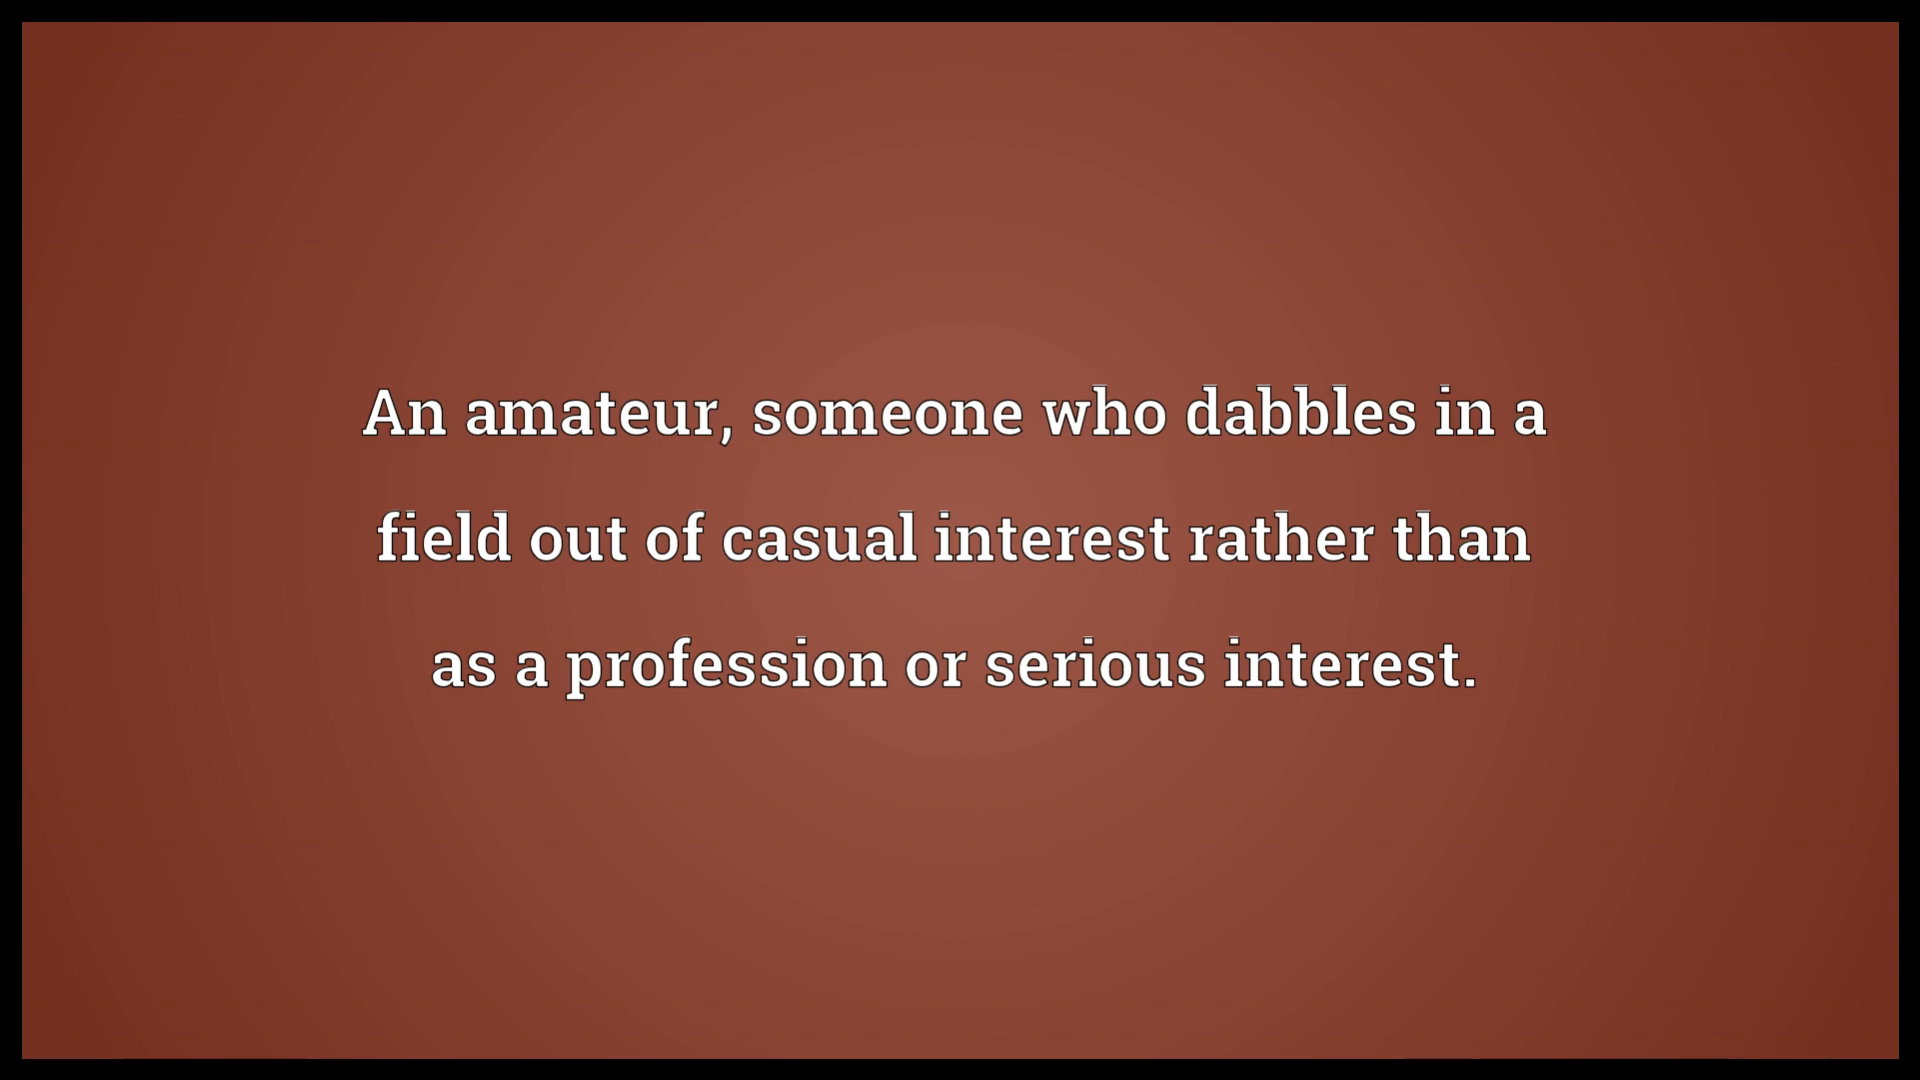 An amateur, someone who dabbles in a
field out of casual interest rather than
as a profession or serious interest.